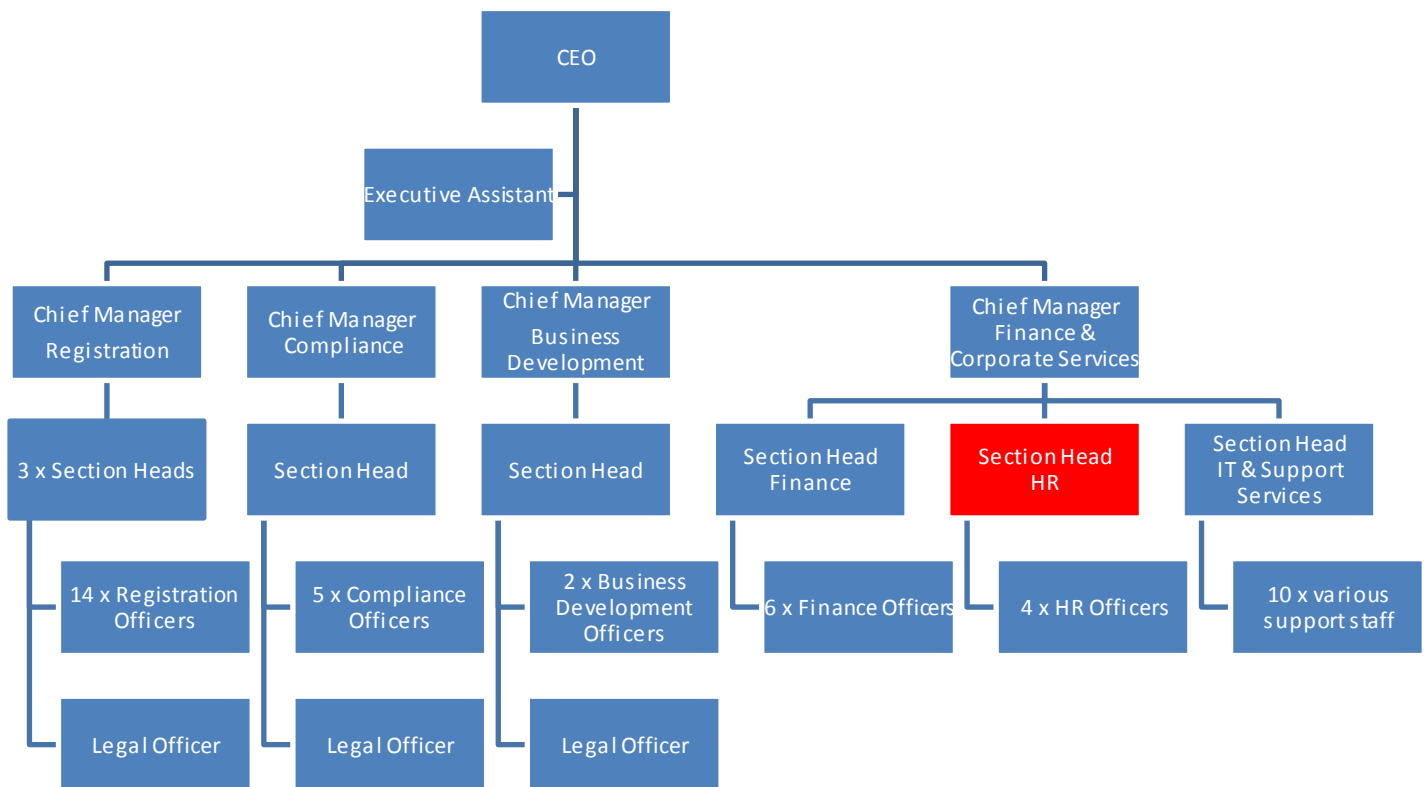 CEO
Executive Assistant
Chief Manager
Registration
Chief Manager
Compliance
Chief Manager
Business
Development
Chief Manager
Finance &
Corporate Services
3 x Section Heads
Section Head
Section Head
Section Head
Finance
Section Head
HR
Section Head
IT & Support
Services
14 x Registration
Officers
5 x Compliance
Officers
2 x Business
Development
Officers
6 x Finance Officers
4 x HR Officers
10 x various
support staff
Legal Officer
Legal Officer
Legal Officer